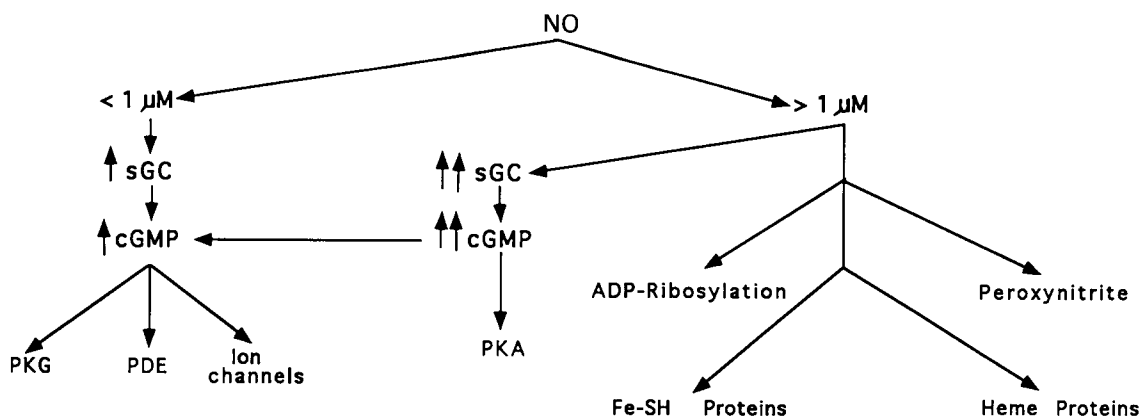 NO
< 1 µM
> 1 µM
sGC
sGC
cGMP
cGMP
ADP-Ribosylation
Peroxynitrite
PKG
PDE
Ion
channels
PKA
Fe-SH Proteins
Heme Proteins